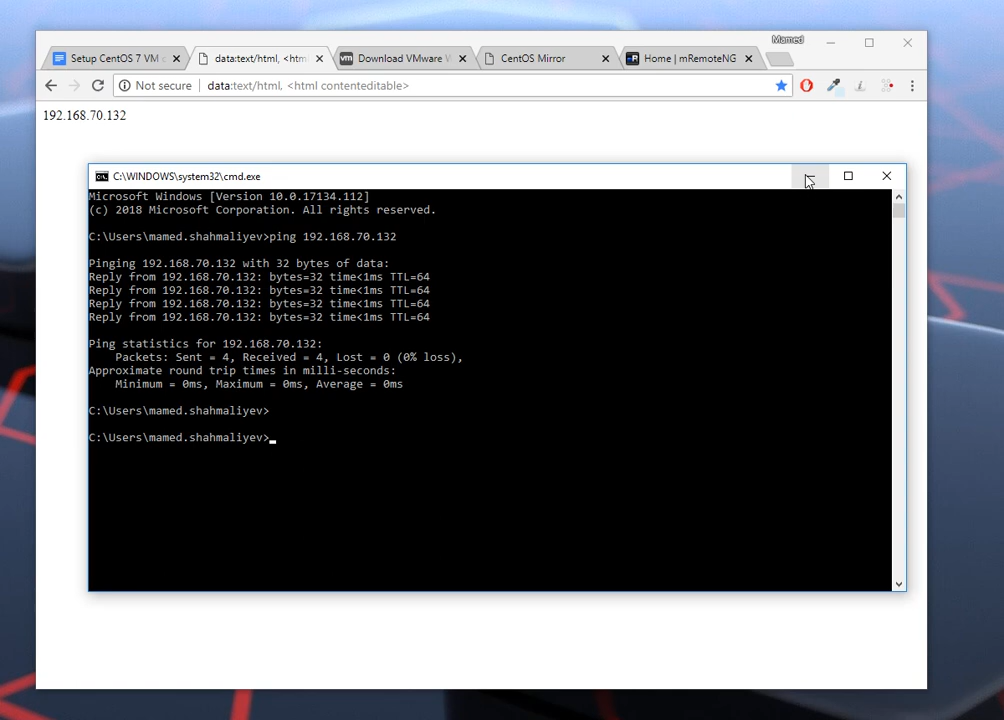 Mamed
Setup CentOS 7 VM
data:text/html, <htm
Download VMware
CentOS Mirror
Home | mRemoteNG
Not secure
data:text/html, <html contenteditable>
192.168.70.132
C:\WINDOWS\system32\cmd.exe
Microsoft Windows [Version 10.0.17134.112]
(c) 2018 Microsoft Corporation. All rights reserved.
C:\Users\mamed.shahmaliyev>ping 192.168.70.132
Pinging 192.168.70.132 with 32 bytes of data:
Reply from 192.168.70.132: bytes=32 time<1ms TTL=64
Reply from 192.168.70.132: bytes=32 time<1ms TTL=64
Reply from 192.168.70.132: bytes=32 time<1ms TTL=64
Reply from 192.168.70.132: bytes=32 time<1ms TTL=64
Ping statistics for 192.168.70.132:
Packets: Sent = 4, Received = 4, Lost = 0 (0% loss),
Approximate round trip times in milli-seconds:
Minimum = 0ms, Maximum = 0ms, Average = 0ms
C:\Users\mamed.shahmaliyev>
C:\Users\mamed.shahmaliyev>